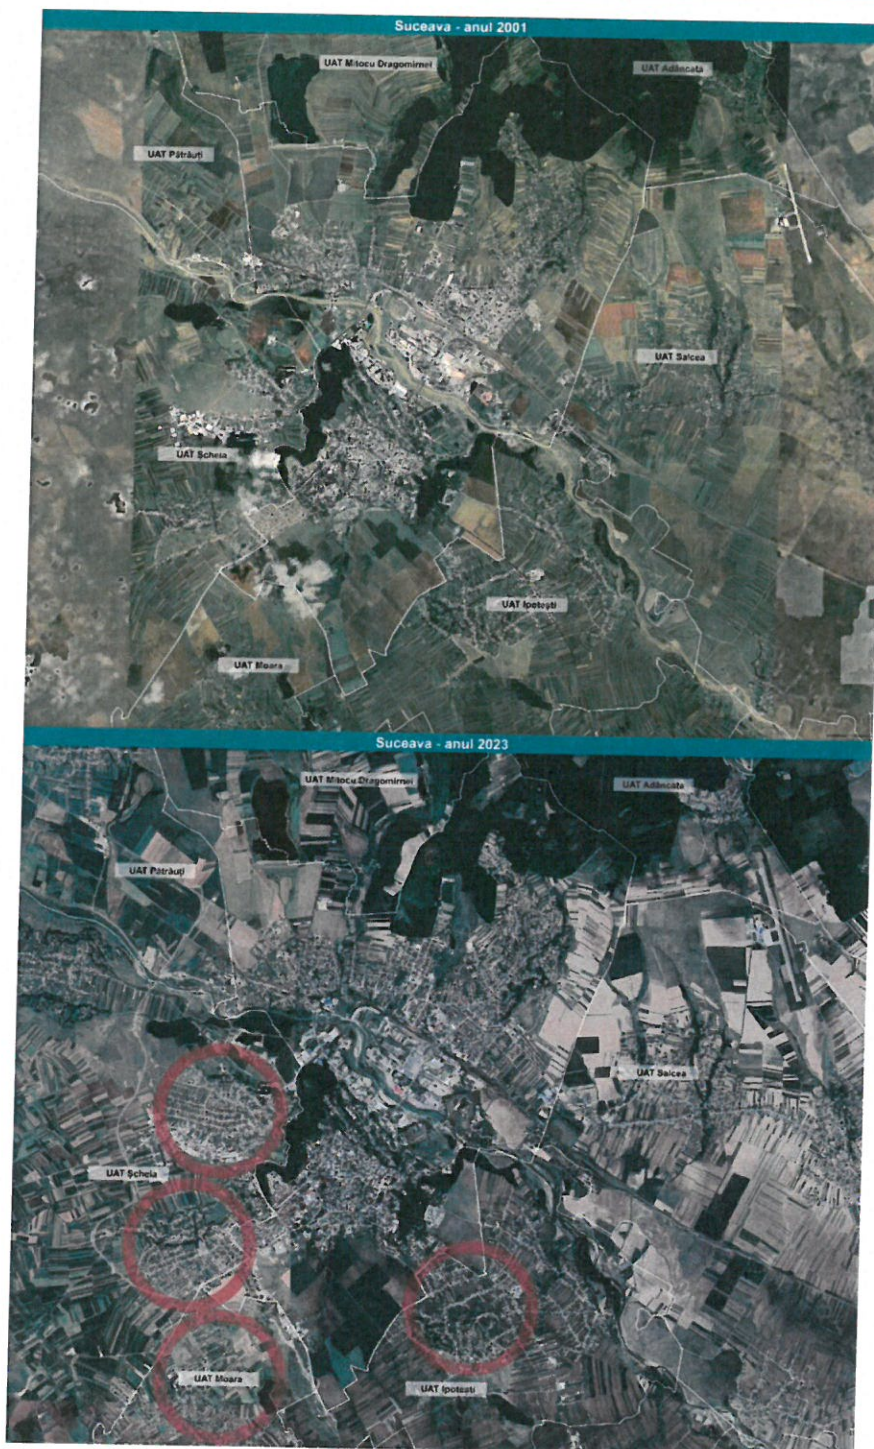 Suceava - anul 2001
UAT Mitocu Dragomirnei
UAT Adâncata
UAT Pătrăuți
UAT Salcea
UAT Șcheia
UAT Ipotești
UAT Moara
Suceava - anul 2023
UAT Mitocu Dragomirnei
UAT Adâncata
UAT Pătrăuți
UAT Salcea
UAT Șcheia
UAT Moara
UAT Ipotești